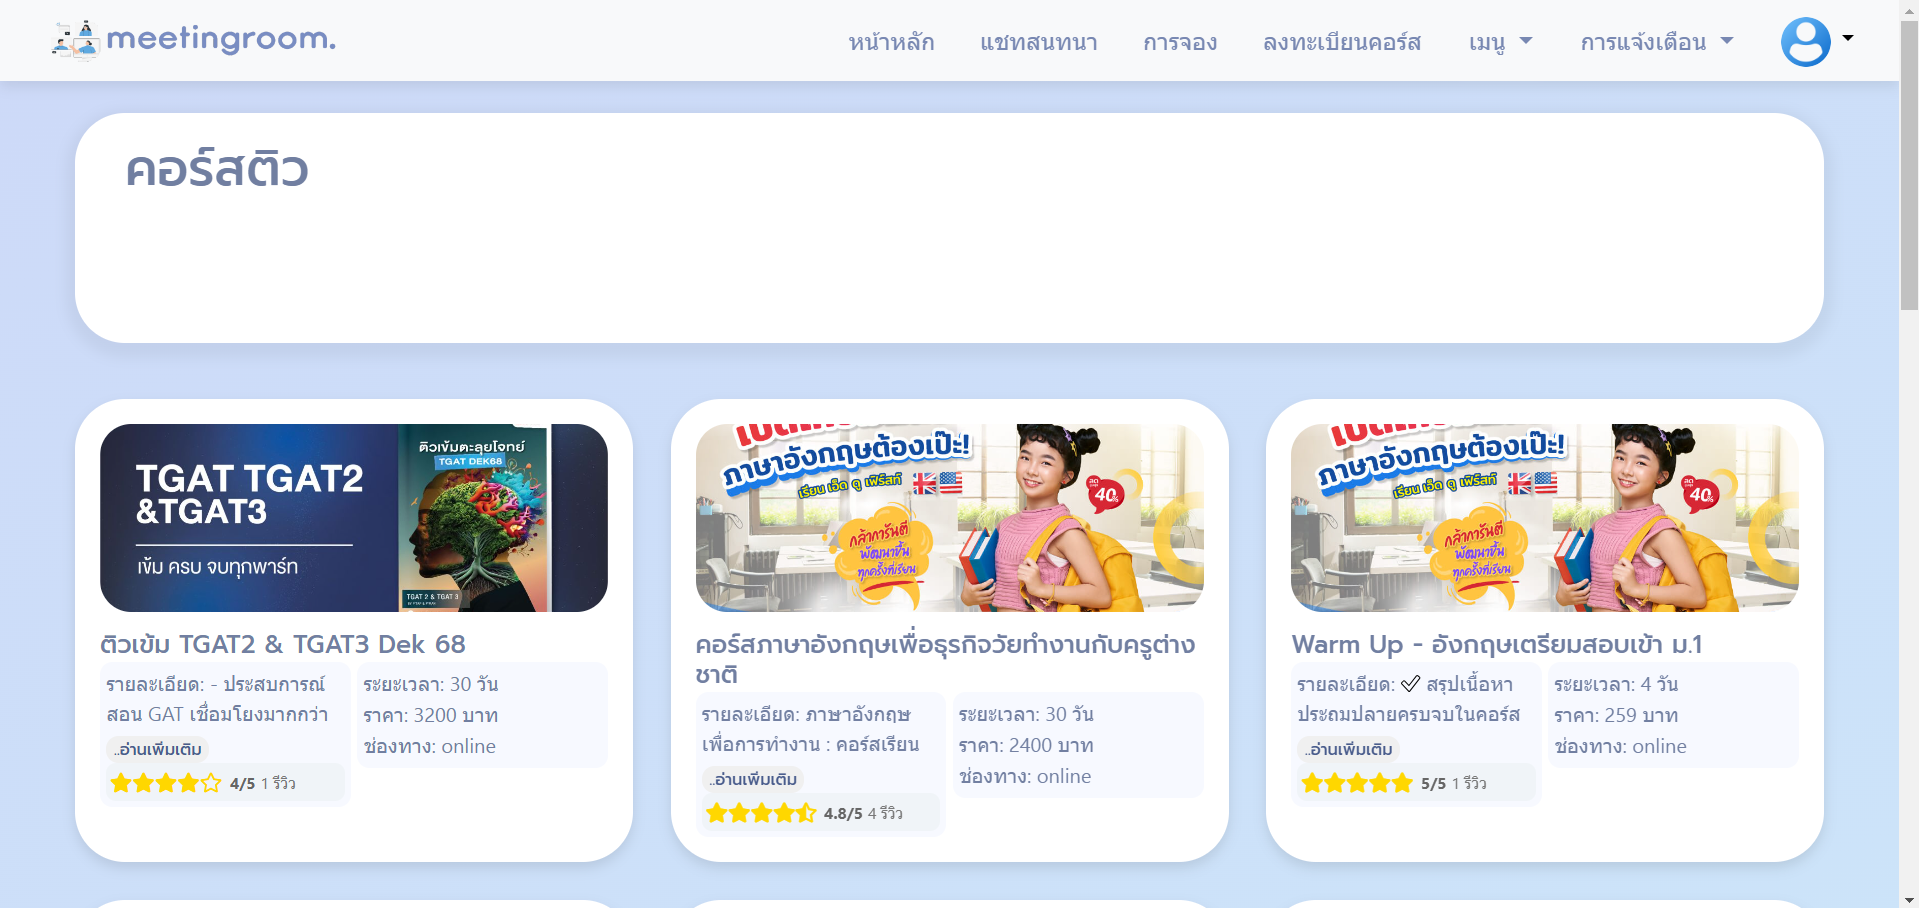 meetingroom.
หน้าหลัก
แชทสนทนา
การจอง
ลงทะเบียนคอร์ส
เมนู
การแจ้งเตือน
คอร์สติว
TGAT TGAT2
&TGAT3
เข้ม ครบ จบทุกพาร์ท
ติวเข้มตะลุยโจทย์
TGAT DEK68
TGAT 2 & TGAT 3
ติวเข้ม TGAT2 & TGAT3 Dek 68
รายละเอียด: - ประสบการณ์
สอน GAT เชื่อมโยงมากกว่า
..อ่านเพิ่มเติม
4/5 1 รีวิว
ระยะเวลา: 30 วัน
ราคา: 3200 บาท
ช่องทาง: online
ภาษาอังกฤษต้องเป๊ะ!
เรียน เอ็ด ดู เฟิร์สท์
40%
กล้าการันตี
พัฒนาขึ้น
ทุกครั้งที่เรียน
คอร์สภาษาอังกฤษเพื่อธุรกิจวัยทำงานกับครูต่าง
ชาติ
รายละเอียด: ภาษาอังกฤษ
เพื่อการทำงาน : คอร์สเรียน
..อ่านเพิ่มเติม
4.8/5 4 รีวิว
ระยะเวลา: 30 วัน
ราคา: 2400 บาท
ช่องทาง: online
ภาษาอังกฤษต้องเป๊ะ!
เรียน เอ็ด ดู เฟิร์สท์
40%
กล้าการันตี
พัฒนาขึ้น
ทุกครั้งที่เรียน
Warm Up - อังกฤษเตรียมสอบเข้า ม.1
รายละเอียด: ✅ สรุปเนื้อหา
ประถมปลายครบจบในคอร์ส
..อ่านเพิ่มเติม
5/5 1 รีวิว
ระยะเวลา: 4 วัน
ราคา: 259 บาท
ช่องทาง: online